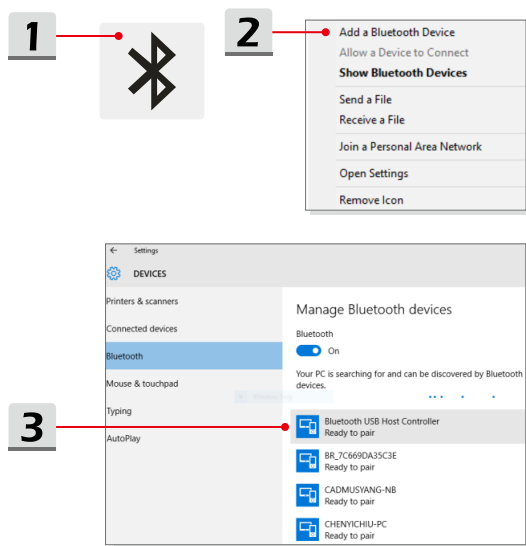 1
2
Add a Bluetooth Device
Allow a Device to Connect
Show Bluetooth Devices
Send a File
Receive a File
Join a Personal Area Network
Open Settings
Remove Icon
Settings
DEVICES
Printers & scanners
Connected devices
Bluetooth
Mouse & touchpad
Typing
AutoPlay
Manage Bluetooth devices
Bluetooth
On
Your PC is searching for and can be discovered by Bluetooth
devices.
3
Bluetooth USB Host Controller
Ready to pair
BR_7C669DA35C3E
Ready to pair
CADMUSYANG-NB
Ready to pair
CHENYICHIU-PC
Ready to pair